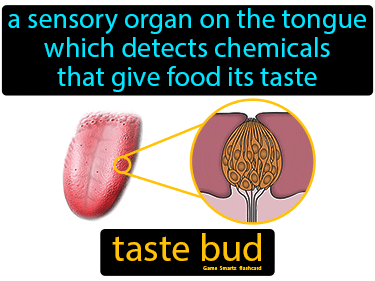 a sensory organ on the tongue
which detects chemicals
that give food its taste
taste bud
Game Smartz flashcard